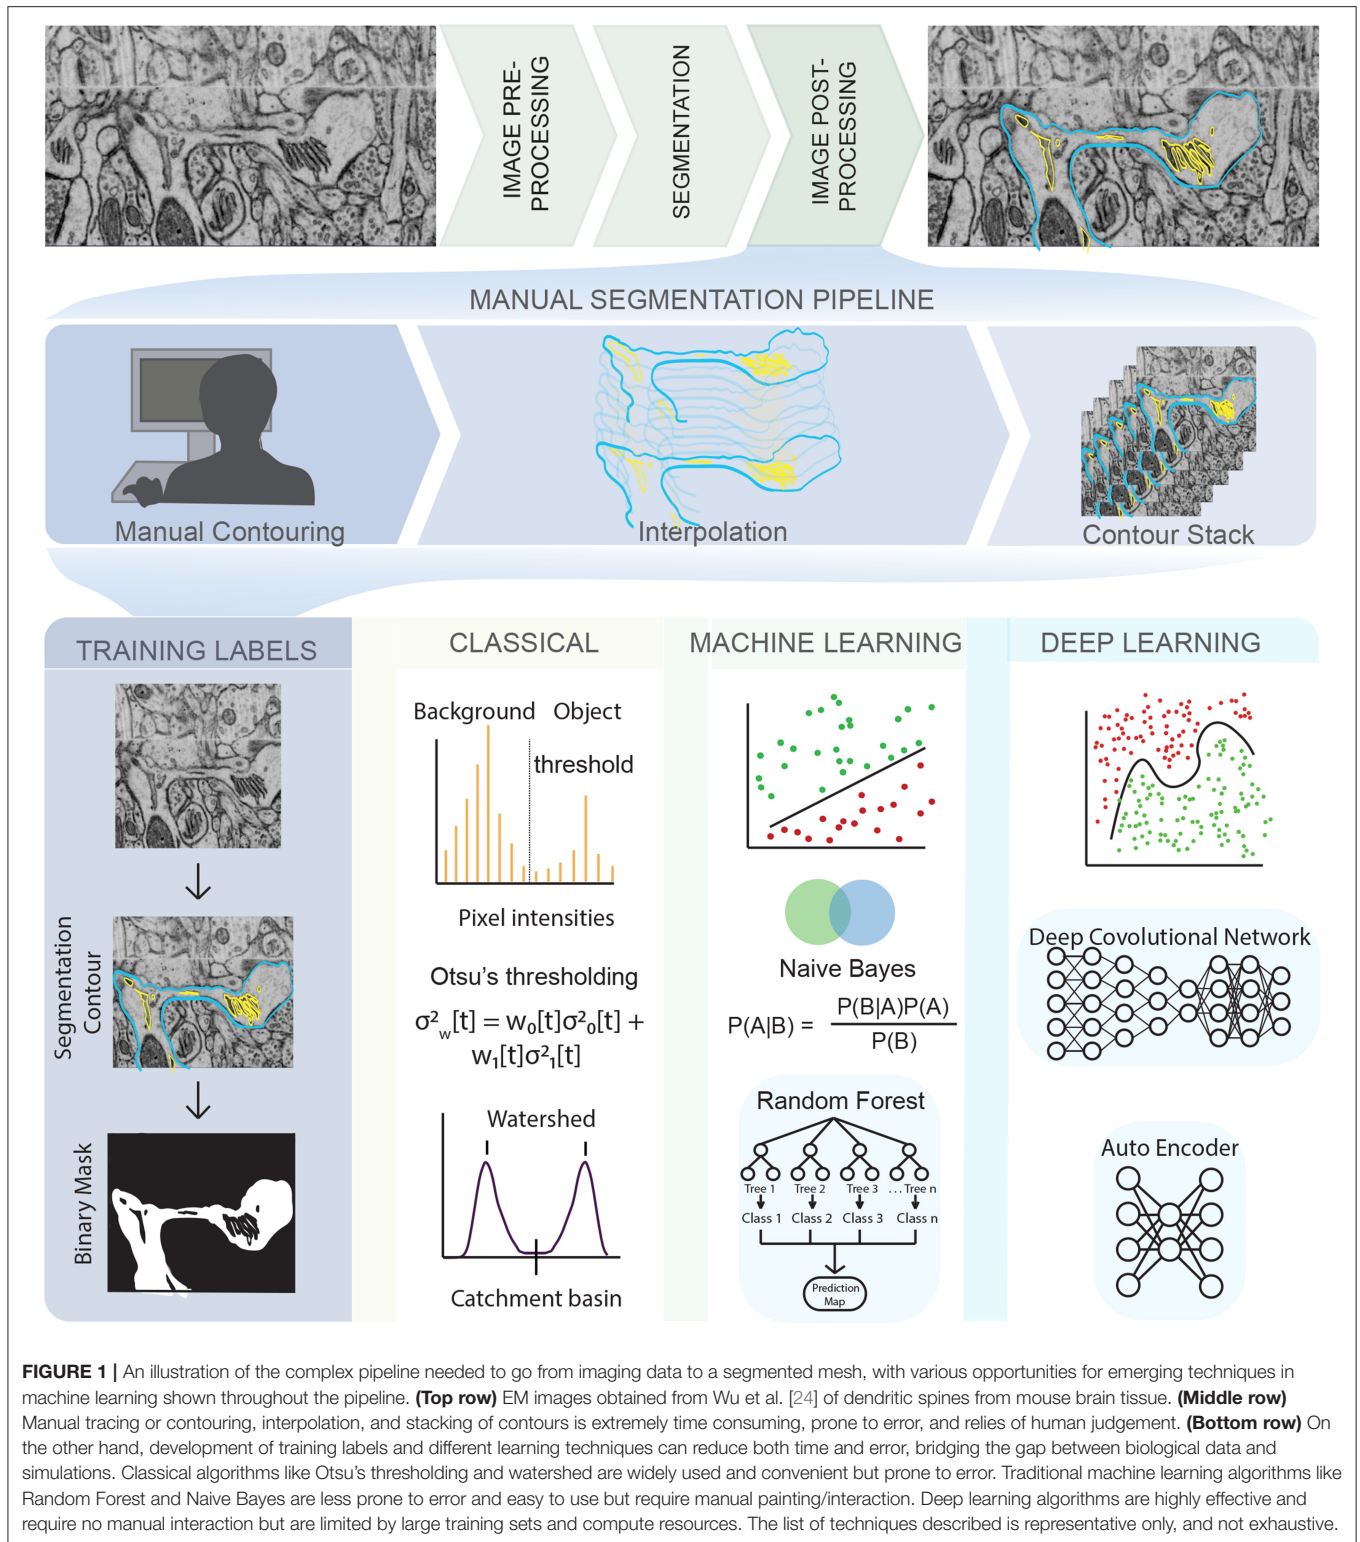 IMAGE PRE-
PROCESSING
SEGMENTATION
IMAGE POST-
PROCESSING
MANUAL SEGMENTATION PIPELINE
Manual Contouring
Interpolation
Contour Stack
TRAINING LABELS
Segmentation
Contour
Binary Mask
CLASSICAL
Background Object
threshold
Pixel intensities
Otsu's thresholding
σ²w[t] = w₀[t]σ²₀[t] +
w₁[t]σ²₁[t]
Watershed
Catchment basin
MACHINE LEARNING
Naive Bayes
P(A|B) = P(B|A)P(A)
P(B)
Random Forest
Tree 1 Tree 2 Tree 3 ... Tree n
Class 1 Class 2 Class 3 Class n
Prediction
Map
DEEP LEARNING
Deep Covolutional Network
Auto Encoder
FIGURE 1 | An illustration of the complex pipeline needed to go from imaging data to a segmented mesh, with various opportunities for emerging techniques in
machine learning shown throughout the pipeline. (Top row) EM images obtained from Wu et al. [24] of dendritic spines from mouse brain tissue. (Middle row)
Manual tracing or contouring, interpolation, and stacking of contours is extremely time consuming, prone to error, and relies of human judgement. (Bottom row) On
the other hand, development of training labels and different learning techniques can reduce both time and error, bridging the gap between biological data and
simulations. Classical algorithms like Otsu's thresholding and watershed are widely used and convenient but prone to error. Traditional machine learning algorithms like
Random Forest and Naive Bayes are less prone to error and easy to use but require manual painting/interaction. Deep learning algorithms are highly effective and
require no manual interaction but are limited by large training sets and compute resources. The list of techniques described is representative only, and not exhaustive.